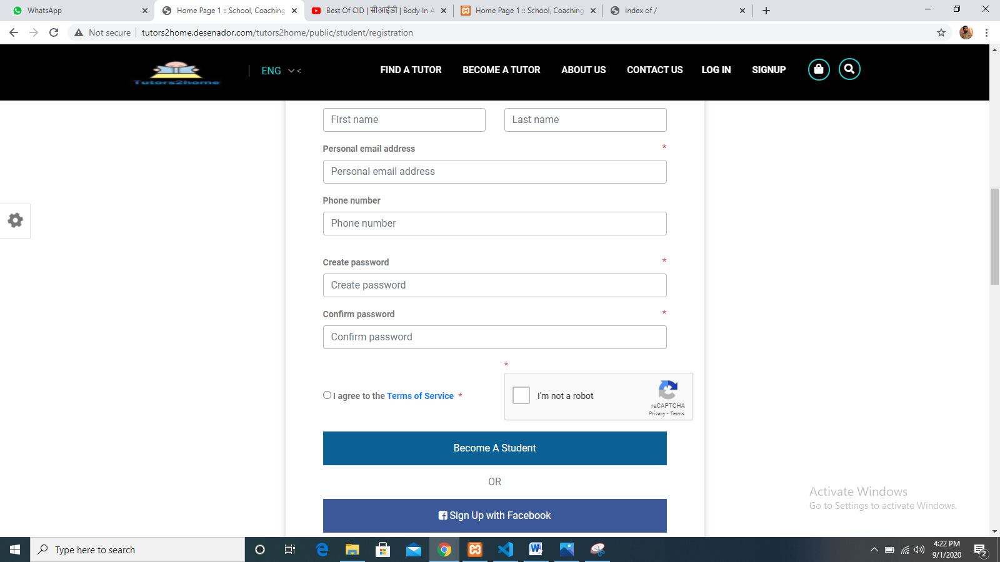 WhatsApp
Home Page 1 :: School, Coaching
Best Of CID | सीआईडी | Body In A
Home Page 1 :: School, Coaching
Index of /
Not secure
tutors2home.desenador.com/tutors2home/public/student/registration
Tutors2home
ENG
<
FIND A TUTOR
BECOME A TUTOR
ABOUT US
CONTACT US
LOG IN
SIGNUP
First name
Last name
Personal email address *
Personal email address
Phone number
Phone number
Create password *
Create password
Confirm password *
Confirm password
*
I agree to the Terms of Service *
I'm not a robot
reCAPTCHA
Privacy - Terms
Become A Student
OR
Sign Up with Facebook
Activate Windows
Go to Settings to activate Windows.
Type here to search
4:22 PM
9/1/2020
2